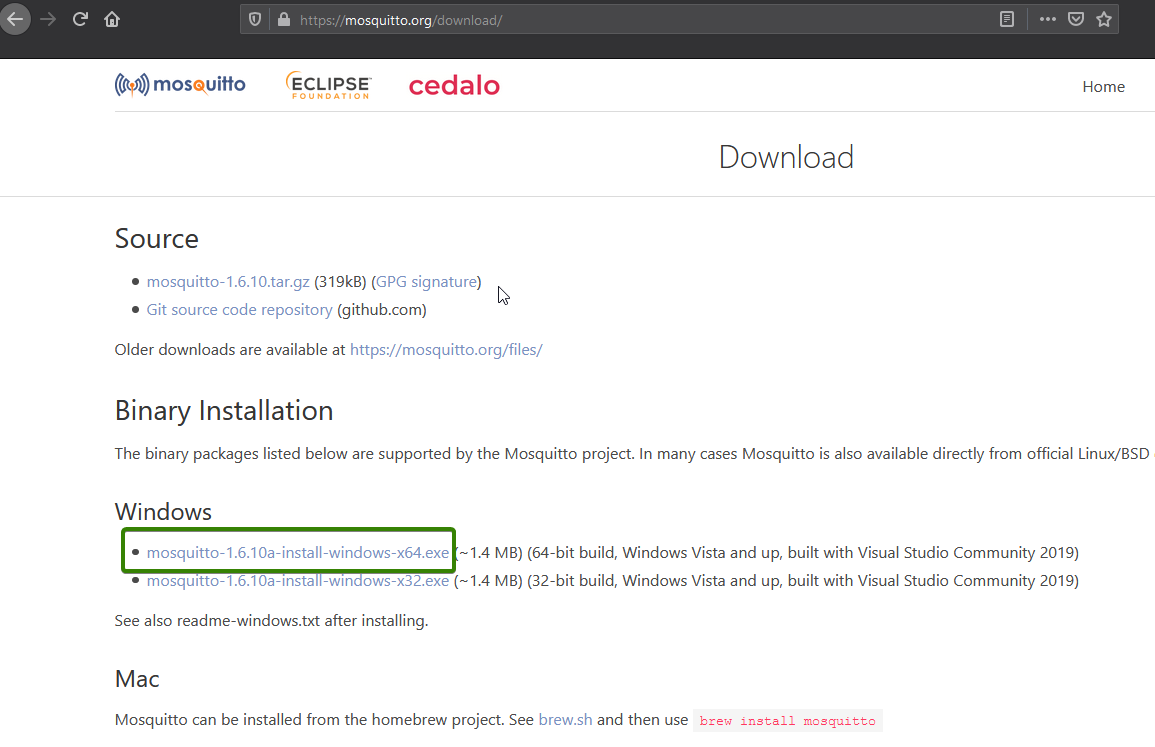 https://mosquitto.org/download/
mosquitto ECLIPSE FOUNDATION cedalo Home
Download
Source
mosquitto-1.6.10.tar.gz (319kB) (GPG signature)
Git source code repository (github.com)
Older downloads are available at https://mosquitto.org/files/
Binary Installation
The binary packages listed below are supported by the Mosquitto project. In many cases Mosquitto is also available directly from official Linux/BSD
Windows
mosquitto-1.6.10a-install-windows-x64.exe (~1.4 MB) (64-bit build, Windows Vista and up, built with Visual Studio Community 2019)
mosquitto-1.6.10a-install-windows-x32.exe (~1.4 MB) (32-bit build, Windows Vista and up, built with Visual Studio Community 2019)
See also readme-windows.txt after installing.
Mac
Mosquitto can be installed from the homebrew project. See brew.sh and then use brew install mosquitto